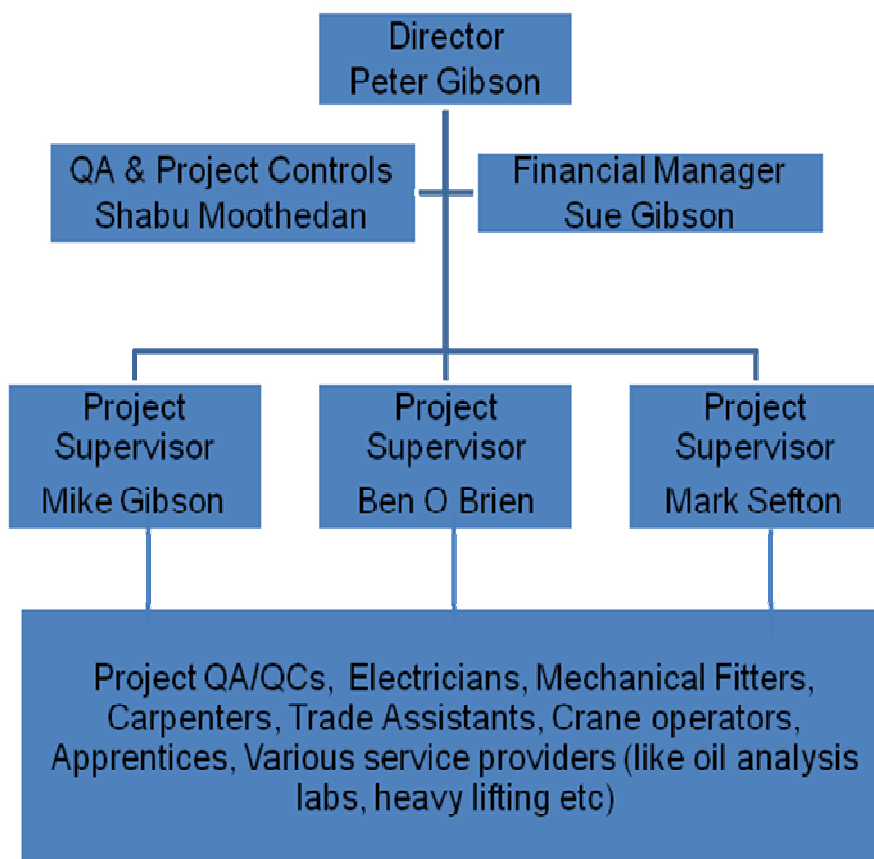 Director
Peter Gibson
QA & Project Controls
Shabu Moothedan
Financial Manager
Sue Gibson
Project
Supervisor
Mike Gibson
Project
Supervisor
Ben O Brien
Project
Supervisor
Mark Sefton
Project QA/QCs, Electricians, Mechanical Fitters,
Carpenters, Trade Assistants, Crane operators,
Apprentices, Various service providers (like oil analysis
labs, heavy lifting etc)